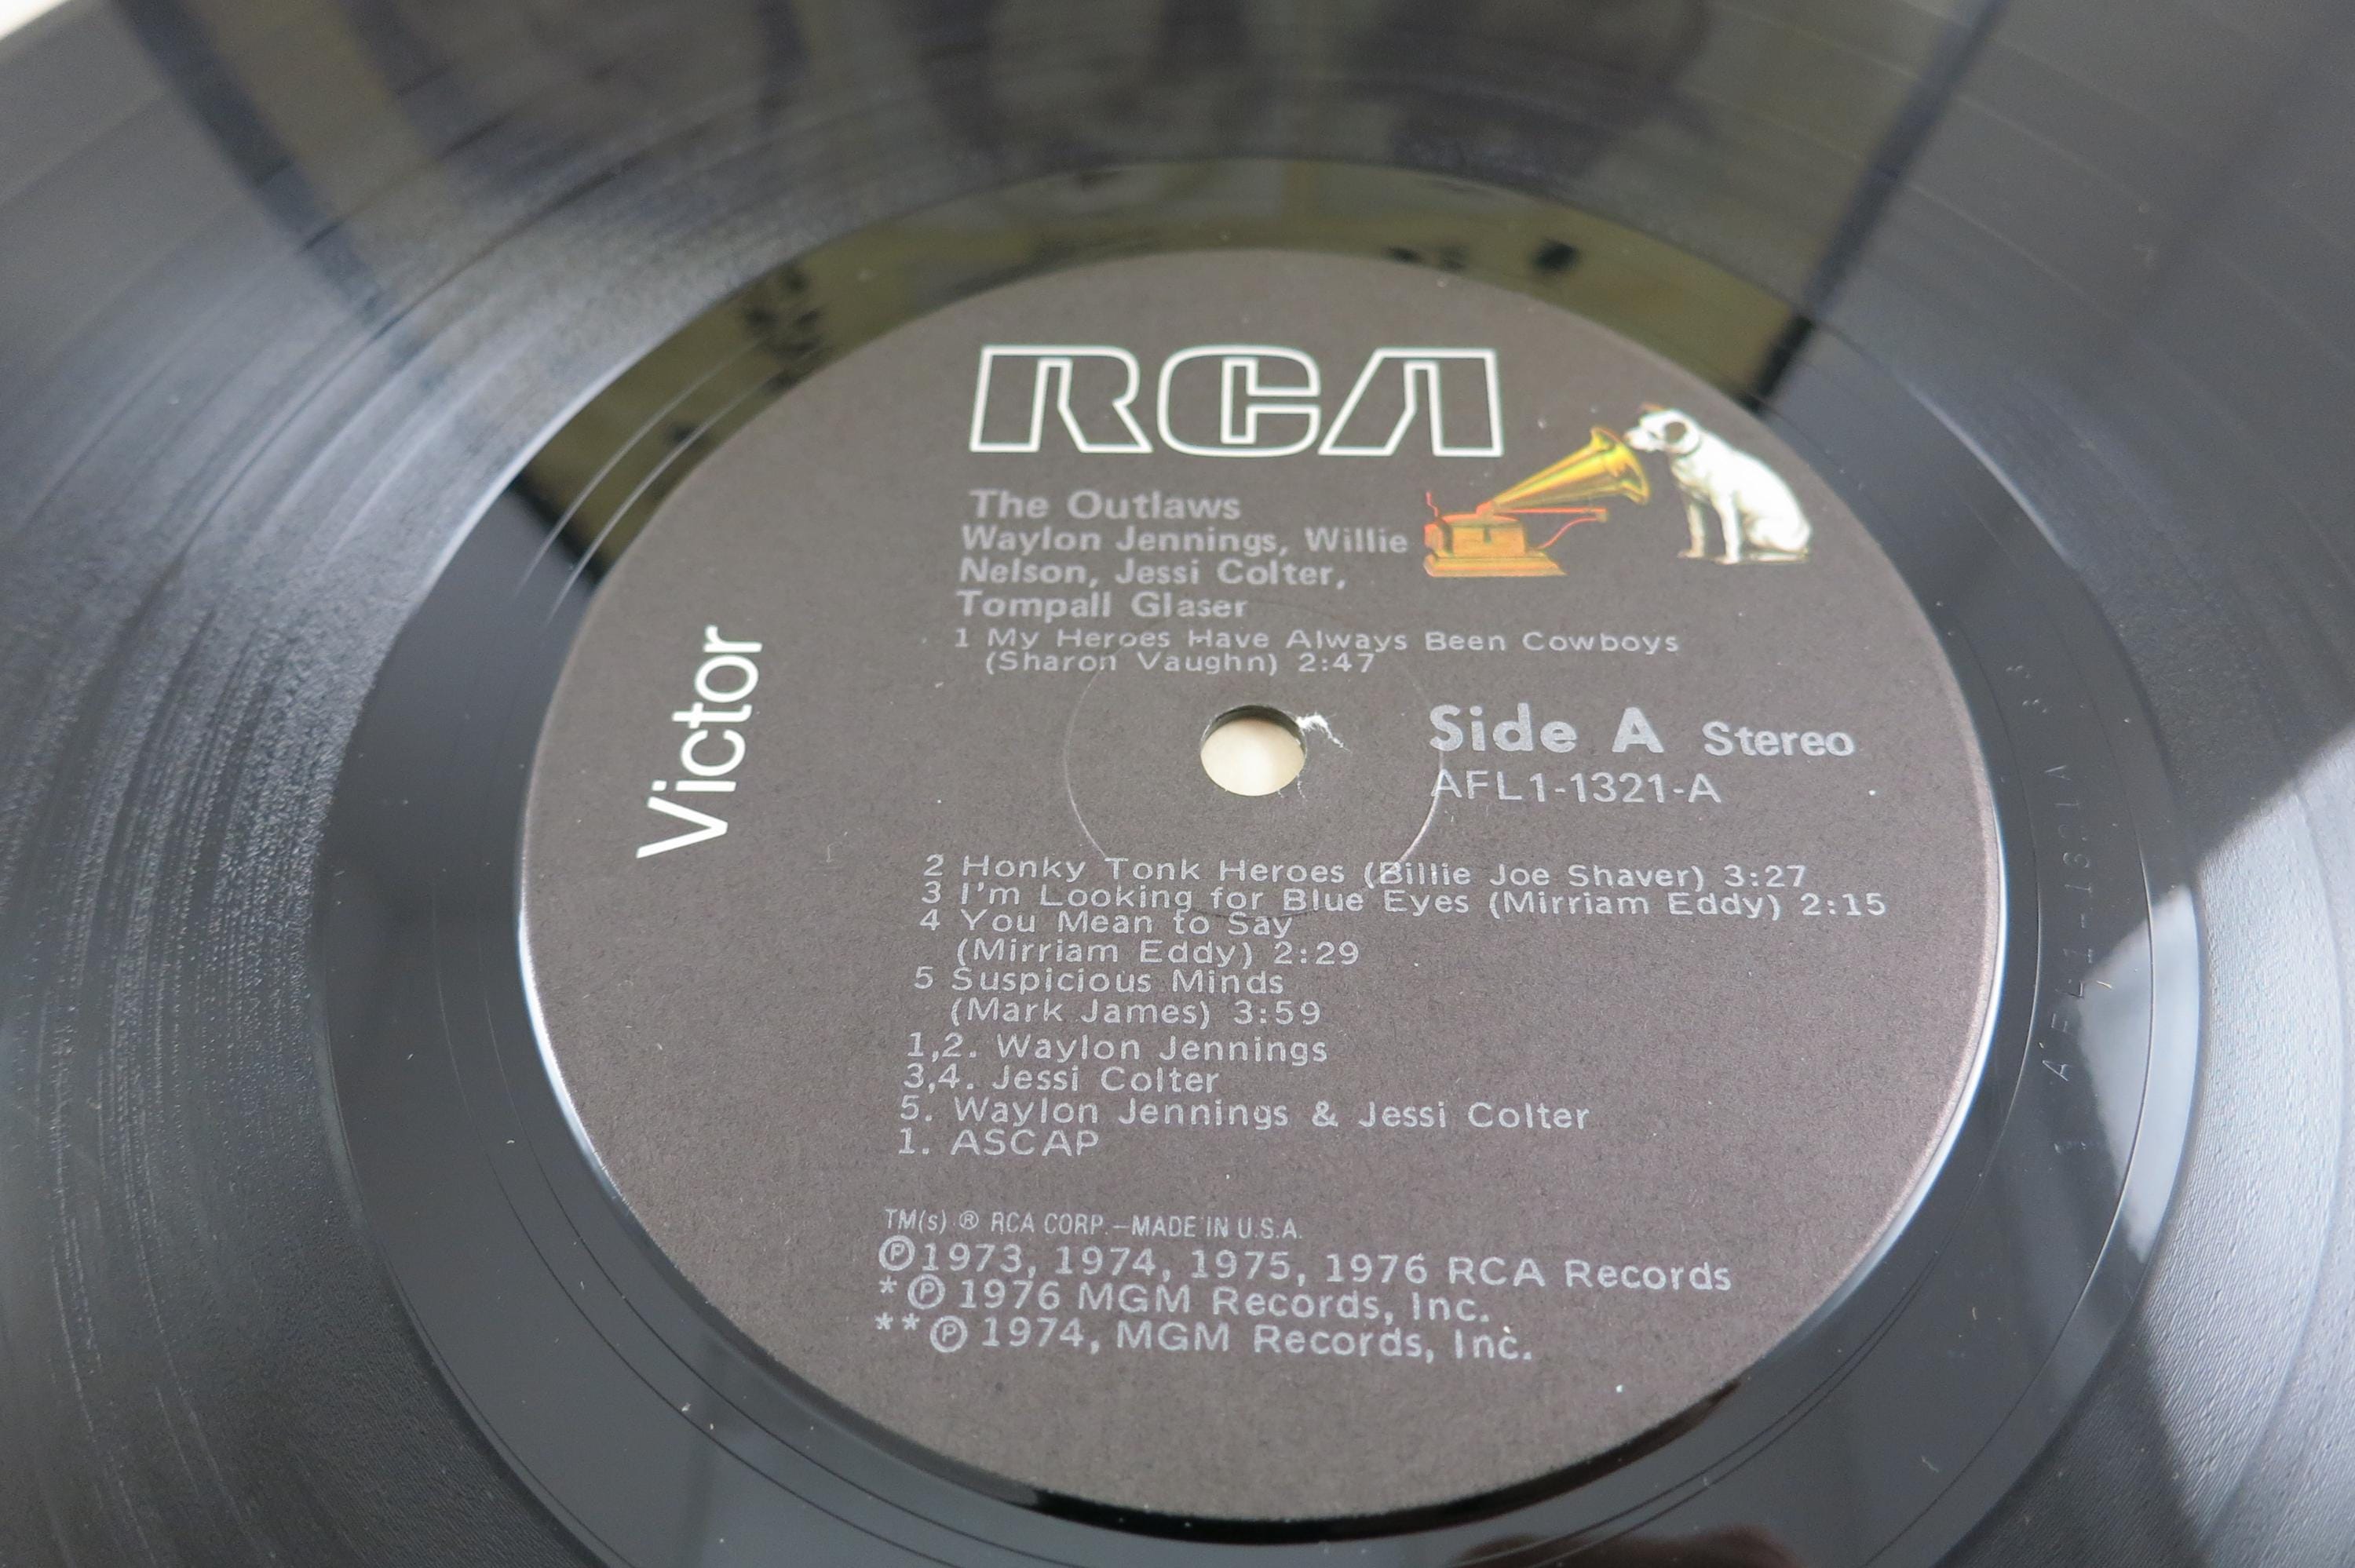 RCA
The Outlaws
Waylon Jennings, Willie
Nelson, Jessi Colter,
Tompall Glaser
1 My Heroes Have Always Been Cowboys
(Sharon Vaughn) 2:47
Victor
Side A Stereo
AFL1-1321-A
2 Honky Tonk Heroes (Billie Joe Shaver) 3:27
3 I'm Looking for Blue Eyes (Mirriam Eddy) 2:15
4 You Mean to Say
(Mirriam Eddy) 2:29
5 Suspicious Minds
(Mark James) 3:59
1,2. Waylon Jennings
3,4. Jessi Colter
5. Waylon Jennings & Jessi Colter
1. ASCAP
TM(s) ® RCA CORP.—MADE IN U.S.A.
℗1973, 1974, 1975, 1976 RCA Records
*℗ 1976 MGM Records, Inc.
**℗ 1974, MGM Records, Inc.